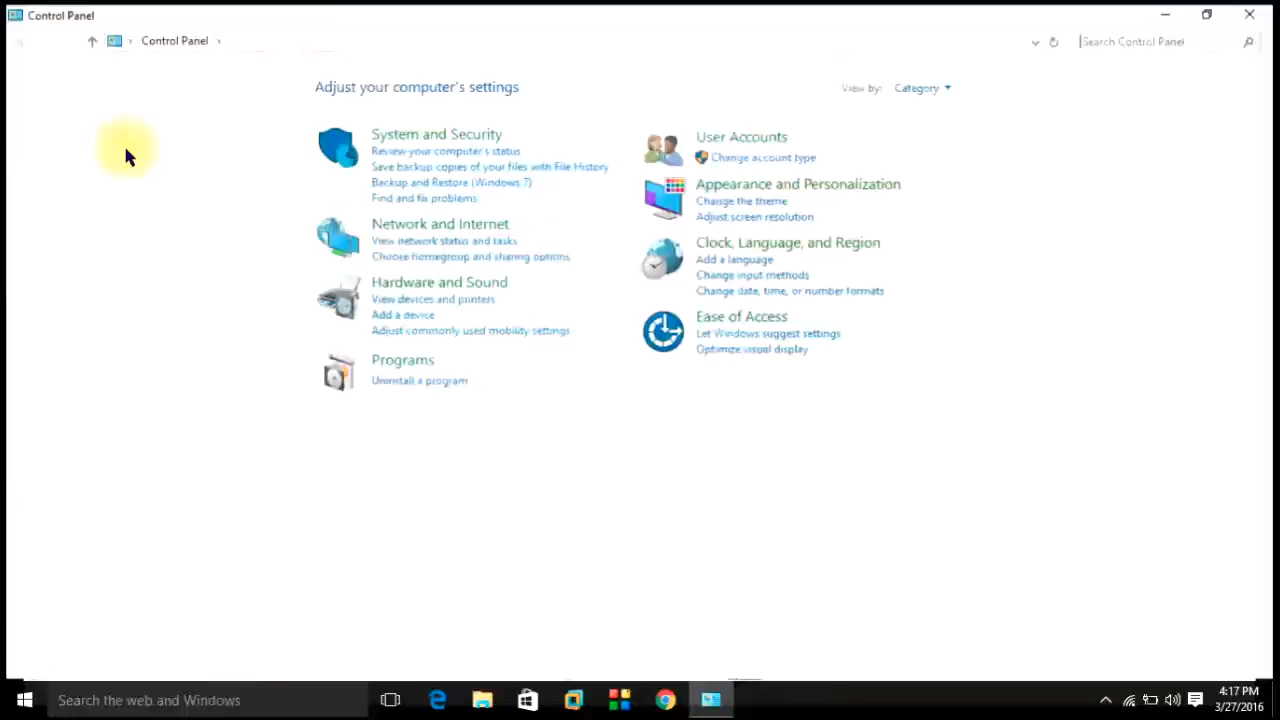 Control Panel
Control Panel
Search Control Panel
Adjust your computer's settings
View by: Category
System and Security
Review your computer's status
Save backup copies of your files with File History
Backup and Restore (Windows 7)
Find and fix problems
Network and Internet
View network status and tasks
Choose homegroup and sharing options
Hardware and Sound
View devices and printers
Add a device
Adjust commonly used mobility settings
Programs
Uninstall a program
User Accounts
Change account type
Appearance and Personalization
Change the theme
Adjust screen resolution
Clock, Language, and Region
Add a language
Change input methods
Change date, time, or number formats
Ease of Access
Let Windows suggest settings
Optimize visual display
Search the web and Windows
4:17 PM
3/27/2016